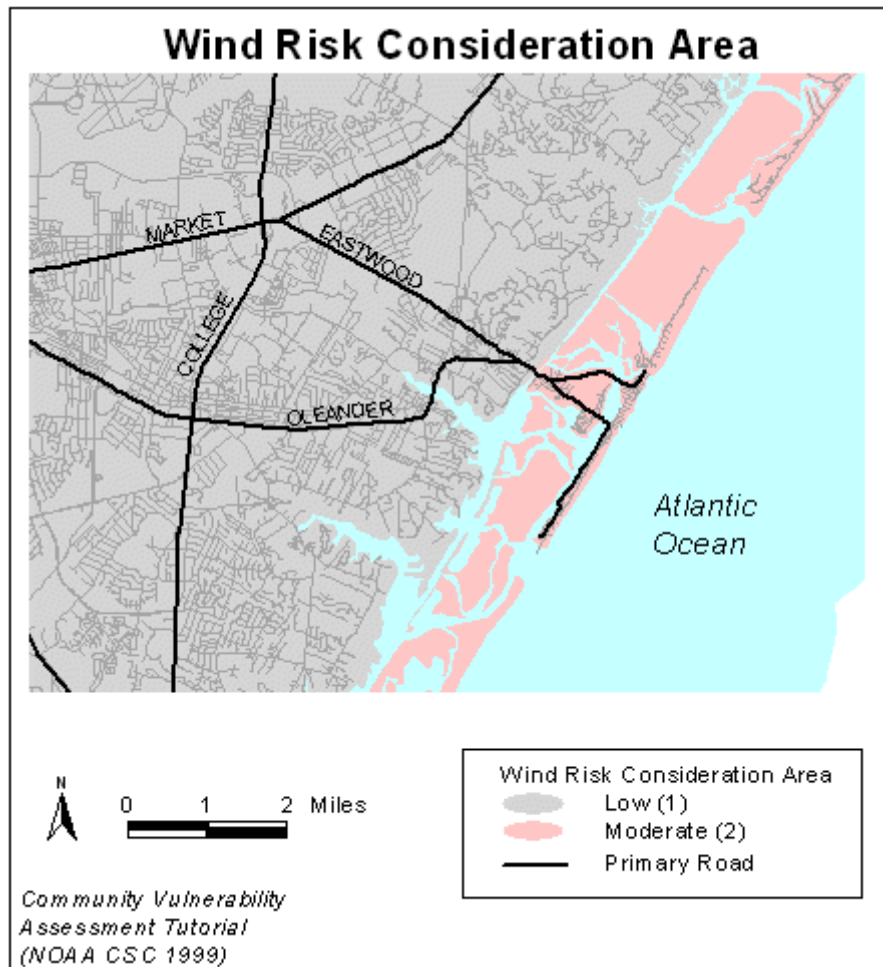 Wind Risk Consideration Area
MARKET
EASTWOOD
COLLEGE
OLEANDER
Atlantic
Ocean
N
0 1 2 Miles
Wind Risk Consideration Area
Low (1)
Moderate (2)
Primary Road
Community Vulnerability
Assessment Tutorial
(NOAA CSC 1999)